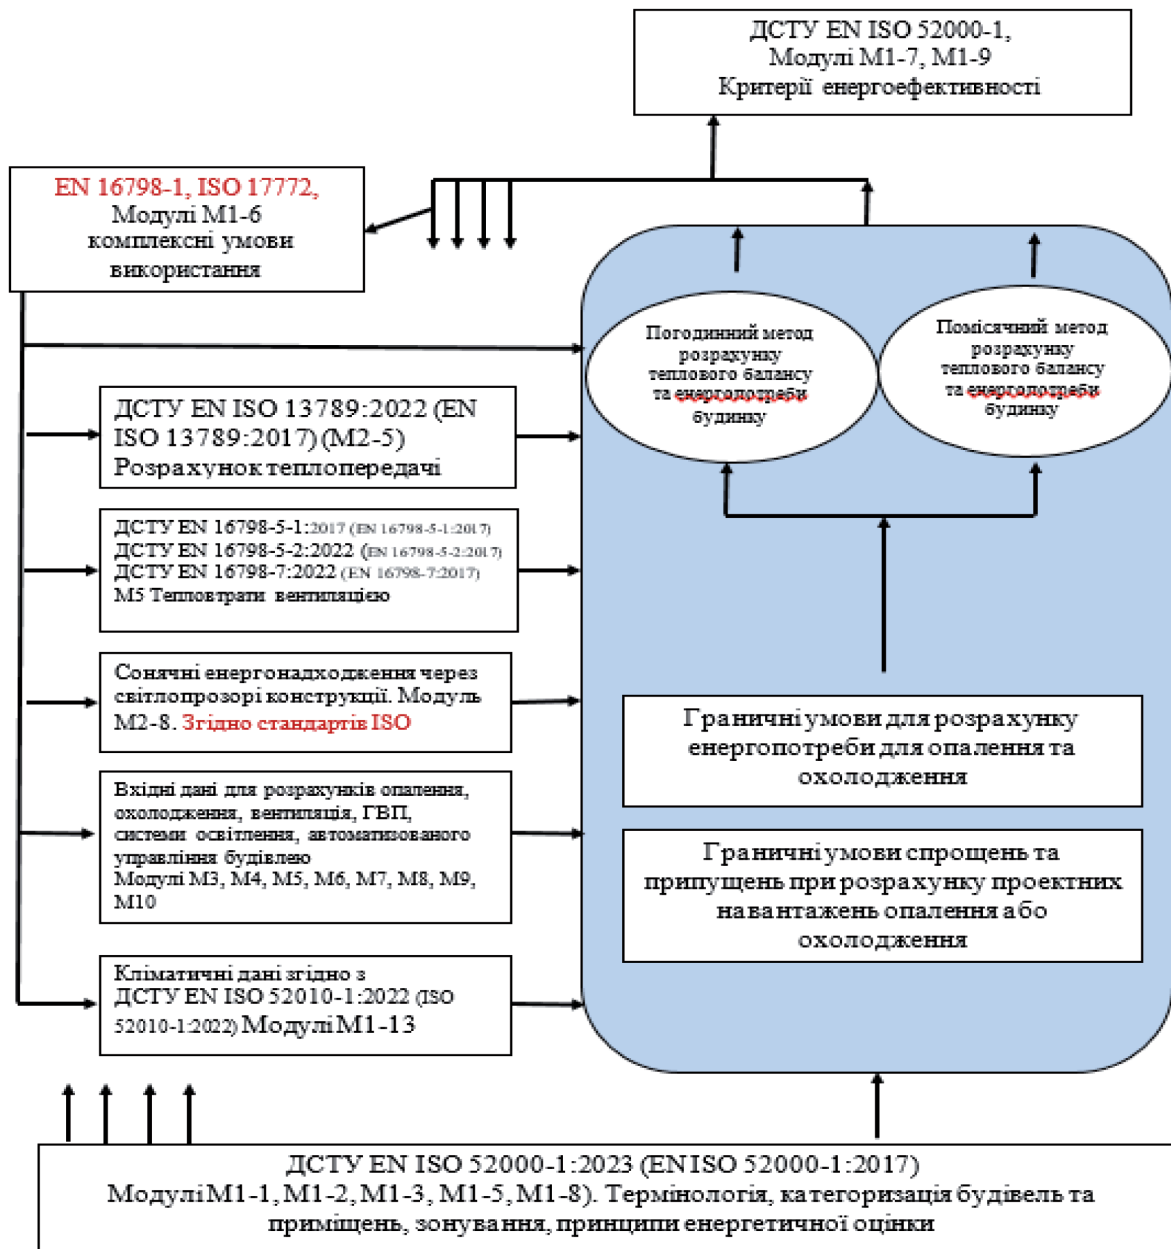 ДСТУ EN ISO 52000-1,
Модулі М1-7, М1-9
Критерії енергоефективності
EN 16798-1, ISO 17772,
Модулі М1-6
комплексні умови
використання
Погодинний метод
розрахунку
теплового балансу
та енергопотреби
будинку
Помісячний метод
розрахунку
теплового балансу
та енергопотреби
будинку
ДСТУ EN ISO 13789:2022 (EN
ISO 13789:2017) (М2-5)
Розрахунок теплопередачі
ДСТУ EN 16798-5-1:2017 (EN 16798-5-1:2017)
ДСТУ EN 16798-5-2:2022 (EN 16798-5-2:2017)
ДСТУ EN 16798-7:2022 (EN 16798-7:2017)
М5 Тепловтрати вентиляцією
Сонячні енергонадходження через
світлопрозорі конструкції. Модуль
М2-8. Згідно стандартів ISO
Граничні умови для розрахунку
енергопотреби для опалення та
охолодження
Вхідні дані для розрахунків опалення,
охолодження, вентиляція, ГВП,
системи освітлення, автоматизованого
управління будівлею
Модулі М3, М4, М5, М6, М7, М8, М9,
М10
Граничні умови спрощень та
припущень при розрахунку проектних
навантажень опалення або
охолодження
Кліматичні дані згідно з
ДСТУ EN ISO 52010-1:2022 (ISO
52010-1:2022) Модулі М1-13
ДСТУ EN ISO 52000-1:2023 (EN ISO 52000-1:2017)
Модулі М1-1, М1-2, М1-3, М1-5, М1-8). Термінологія, категоризація будівель та
приміщень, зонування, принципи енергетичної оцінки